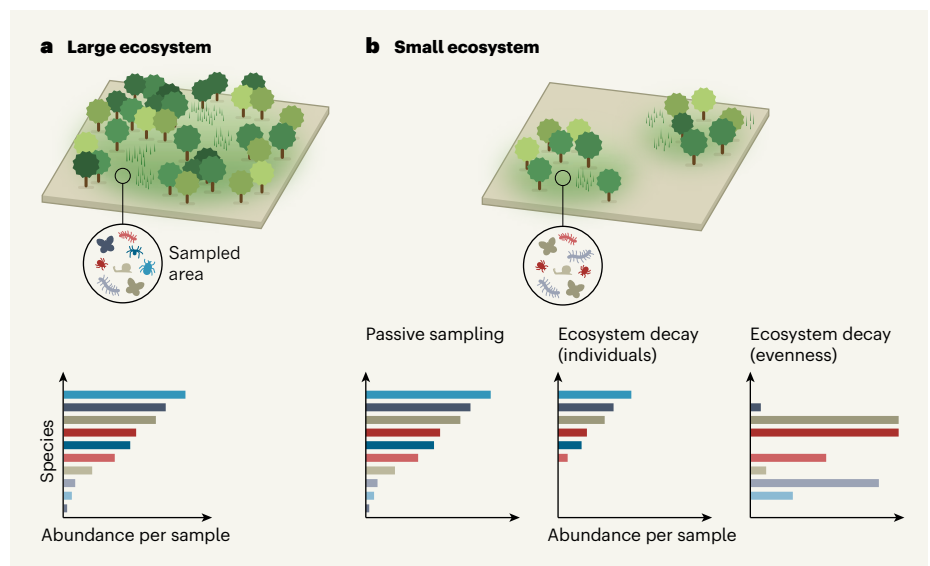 a Large ecosystem
b Small ecosystem
Sampled
area
Passive sampling
Ecosystem decay
(individuals)
Ecosystem decay
(evenness)
Species
Abundance per sample
Abundance per sample